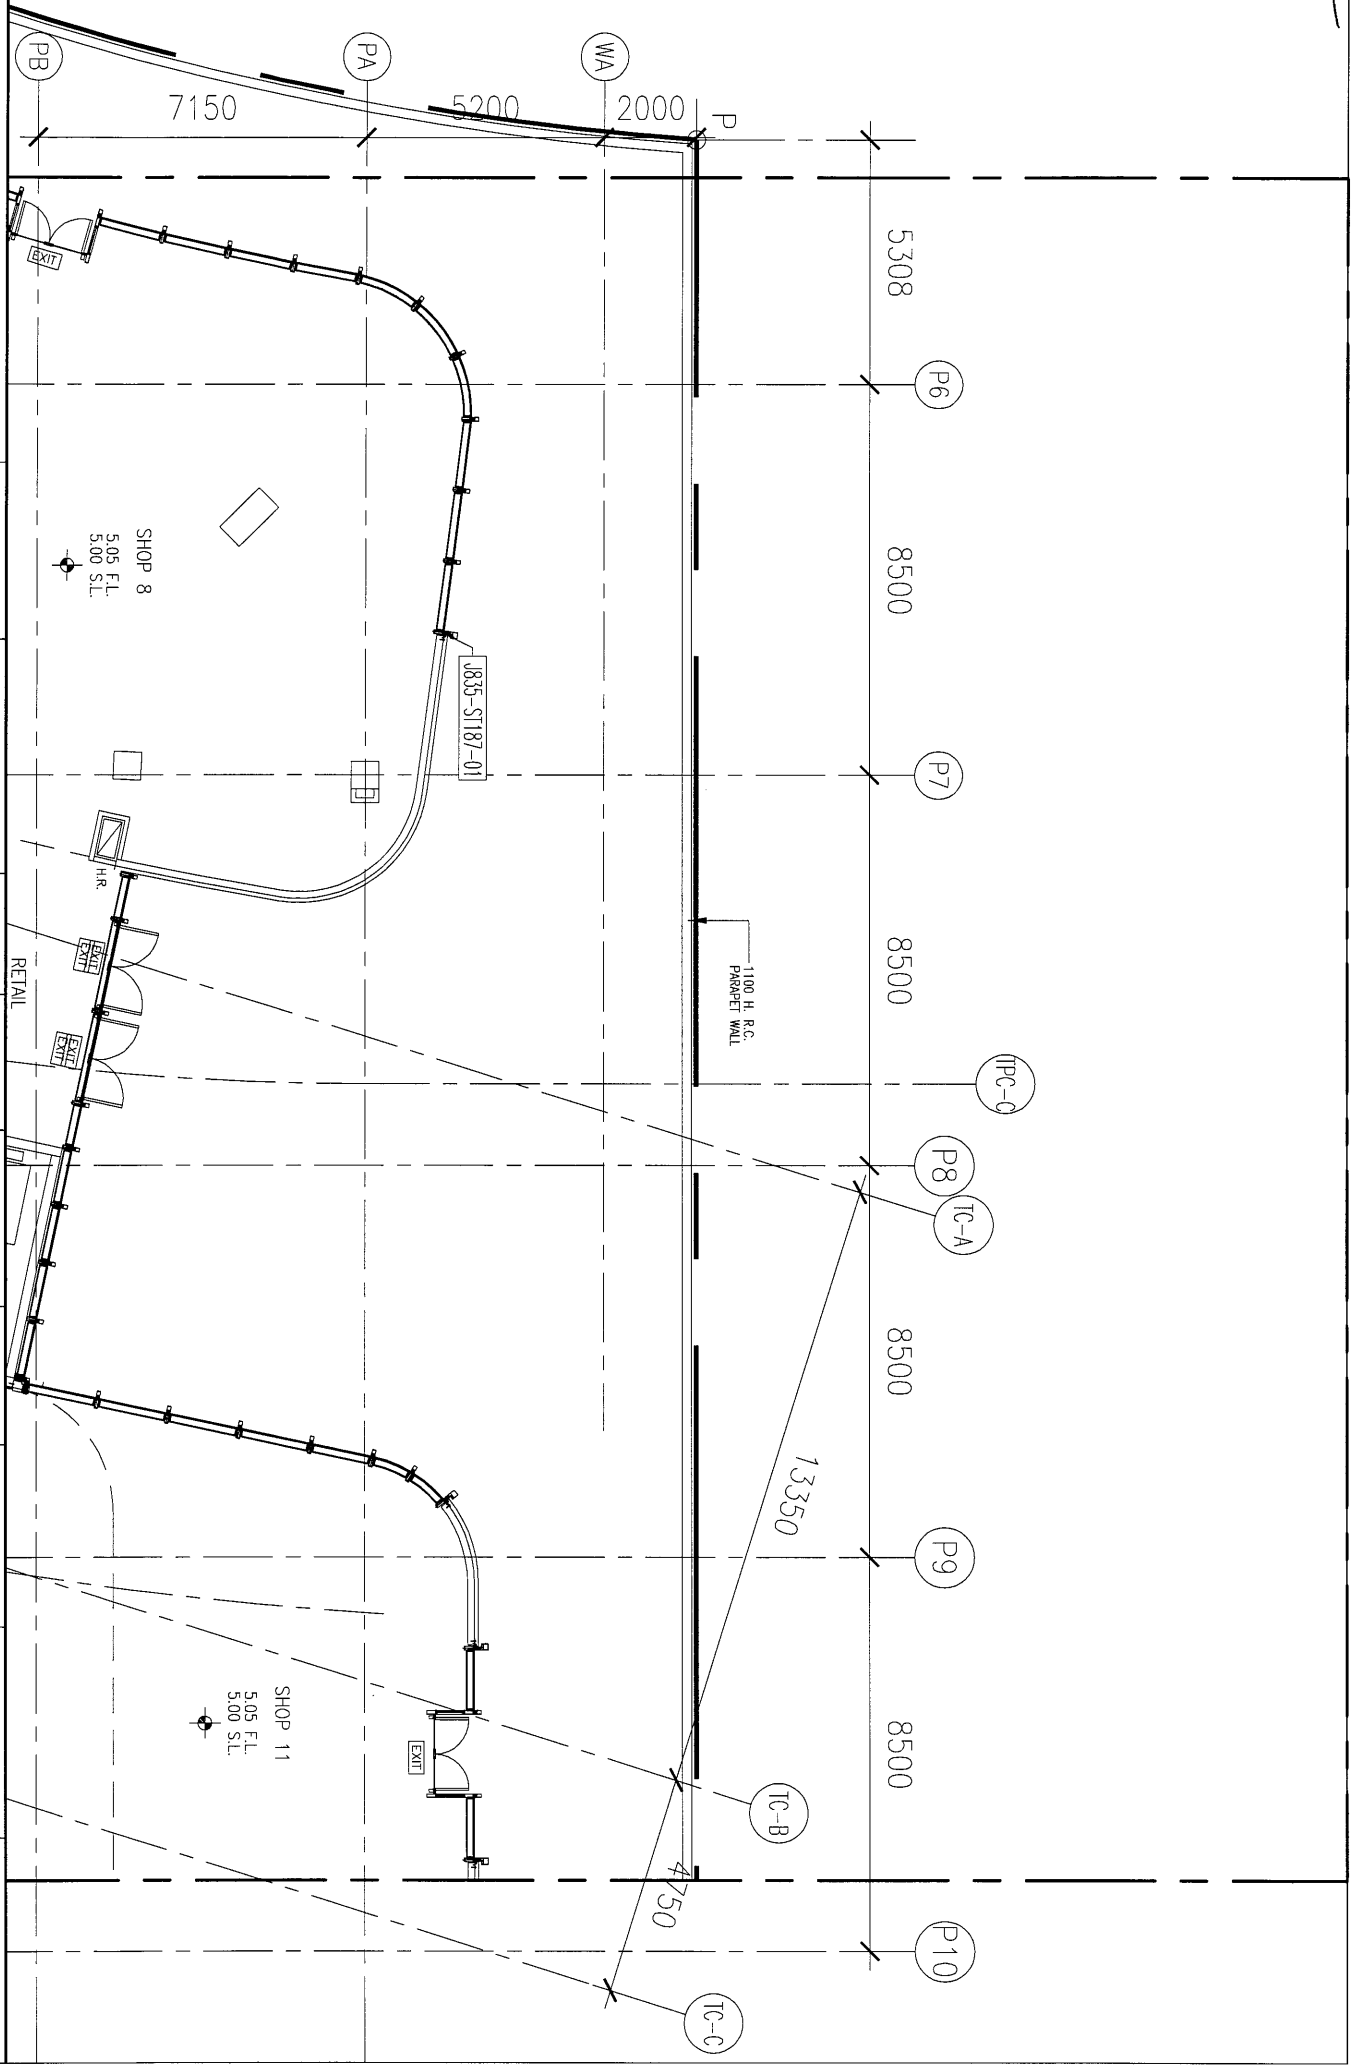 P
5308
P6
8500
P7
8500
TPC-C
P8
TC-A
8500
13350
P9
8500
TC-B
4750
P10
TC-C
WA
2000
PA
5200
PB
7150
1100 H. R.C.
PARAPET WALL
J835-ST187-01
EXIT
SHOP 8
5.05 F.L.
5.00 S.L.
H.R.
EXIT
EXIT
EXIT
EXIT
RETAIL
SHOP 11
5.05 F.L.
5.00 S.L.
EXIT